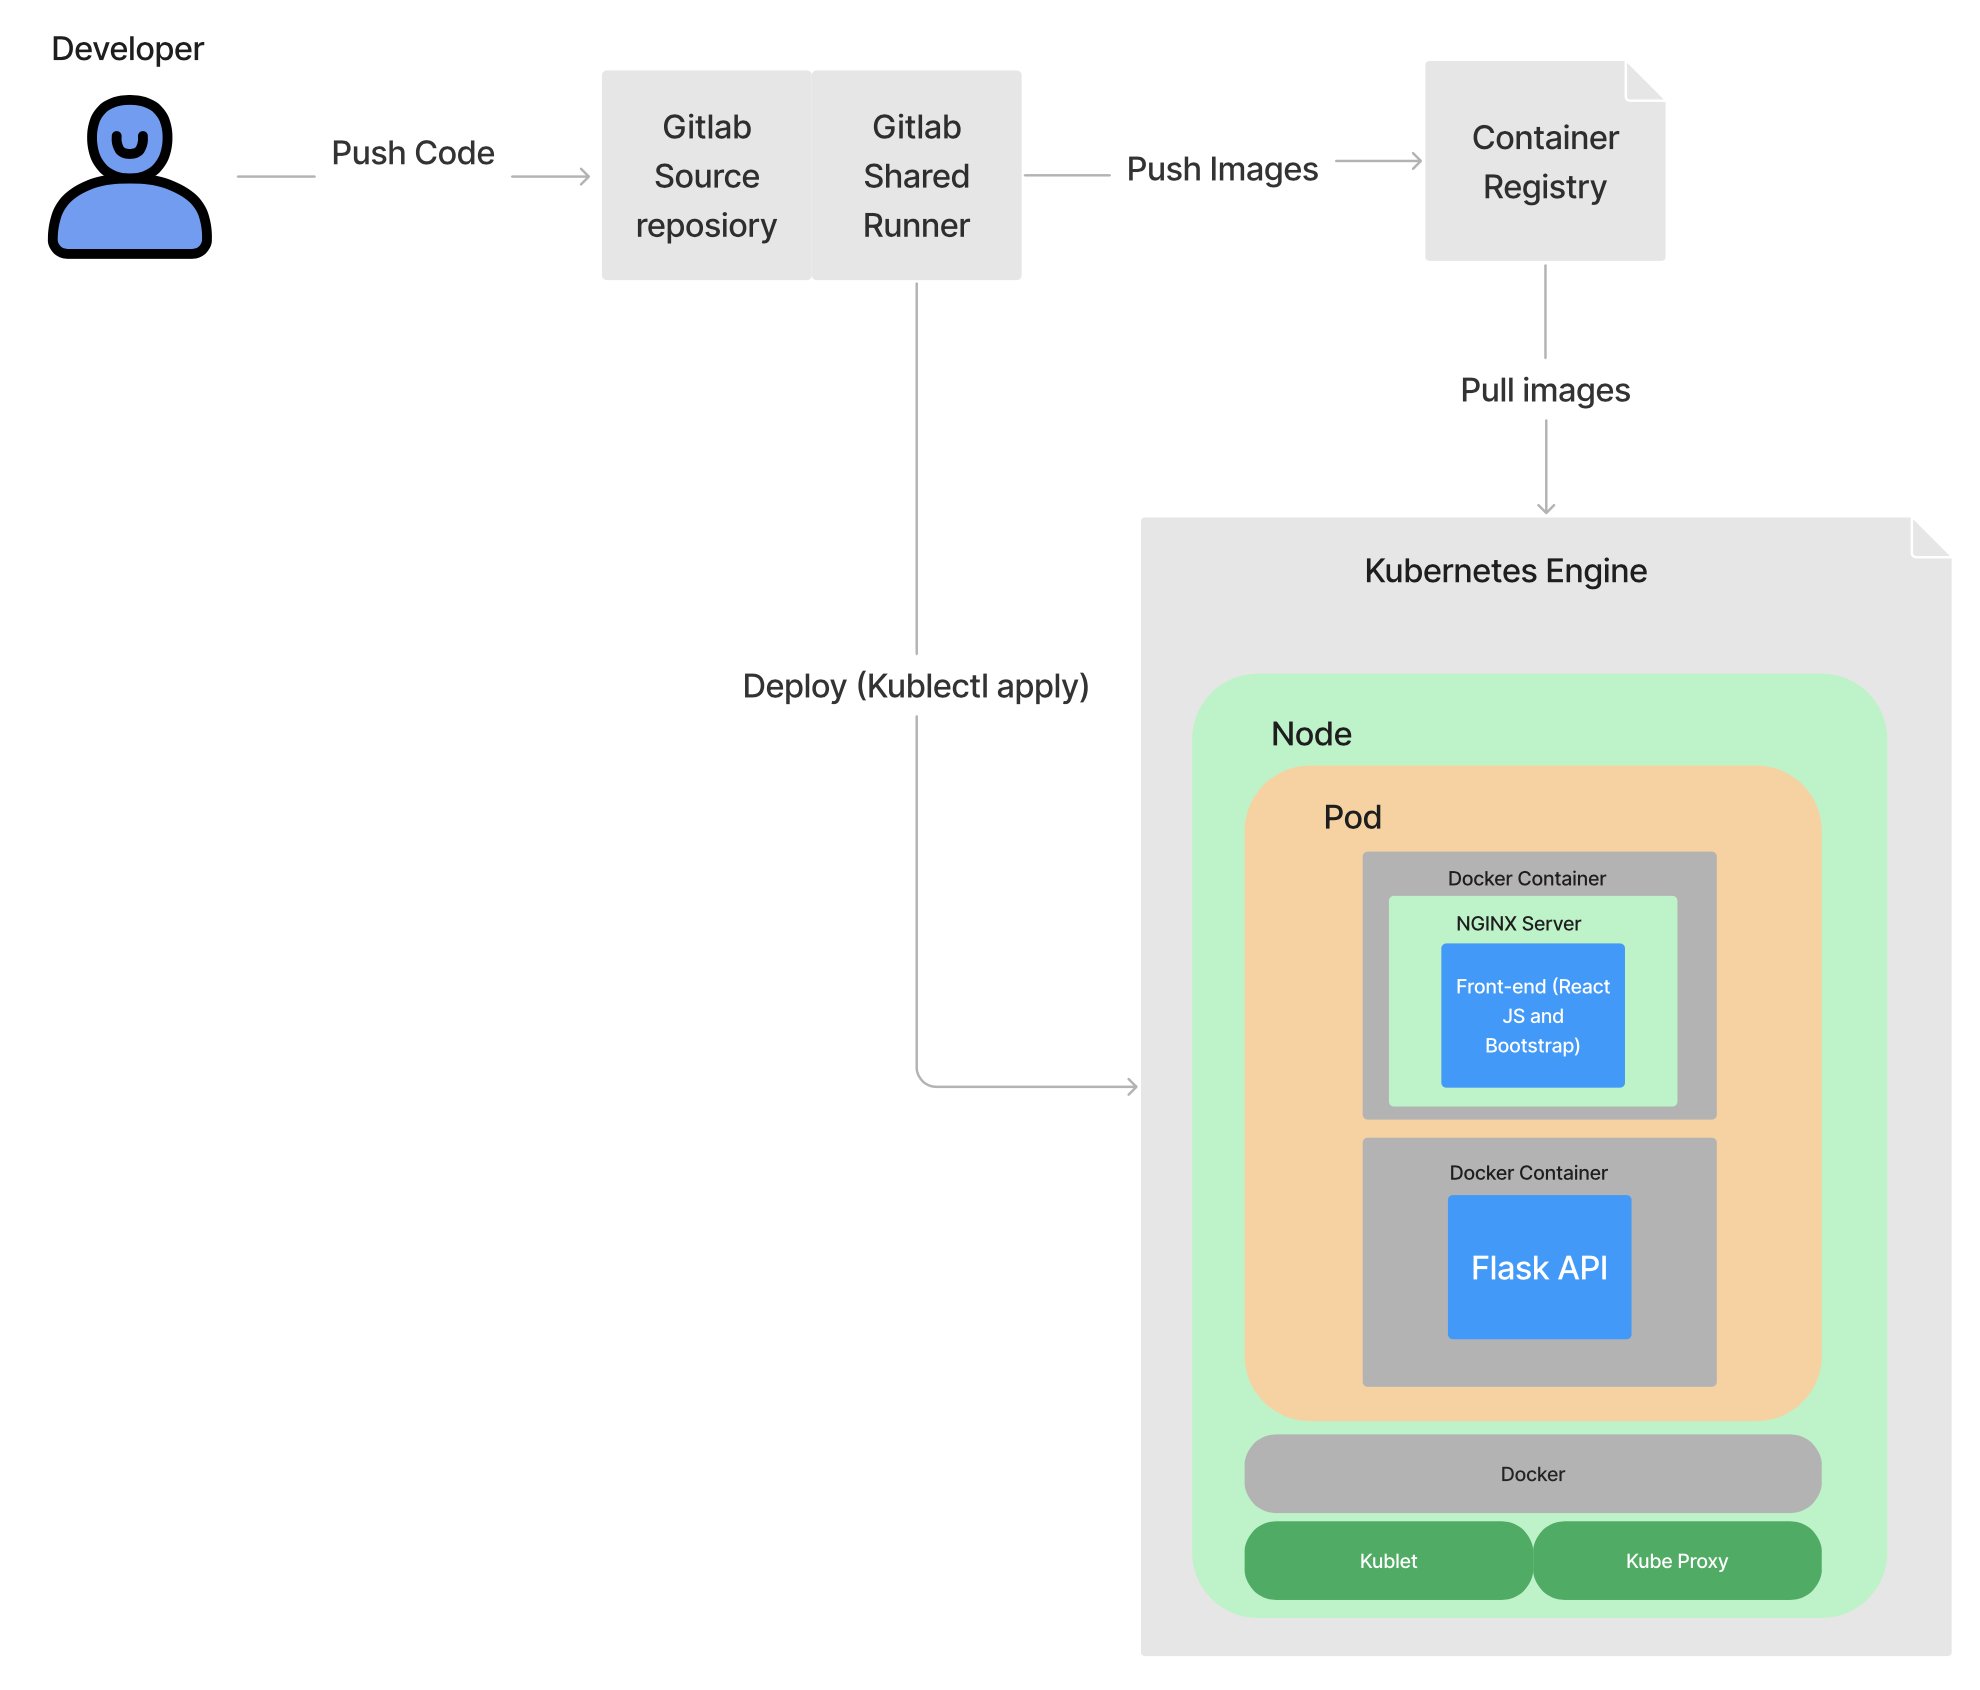 Developer
Push Code
Gitlab
Source
reposiory
Gitlab
Shared
Runner
Push Images
Container
Registry
Pull images
Deploy (Kublectl apply)
Kubernetes Engine
Node
Pod
Docker Container
NGINX Server
Front-end (React
JS and
Bootstrap)
Docker Container
Flask API
Docker
Kublet
Kube Proxy